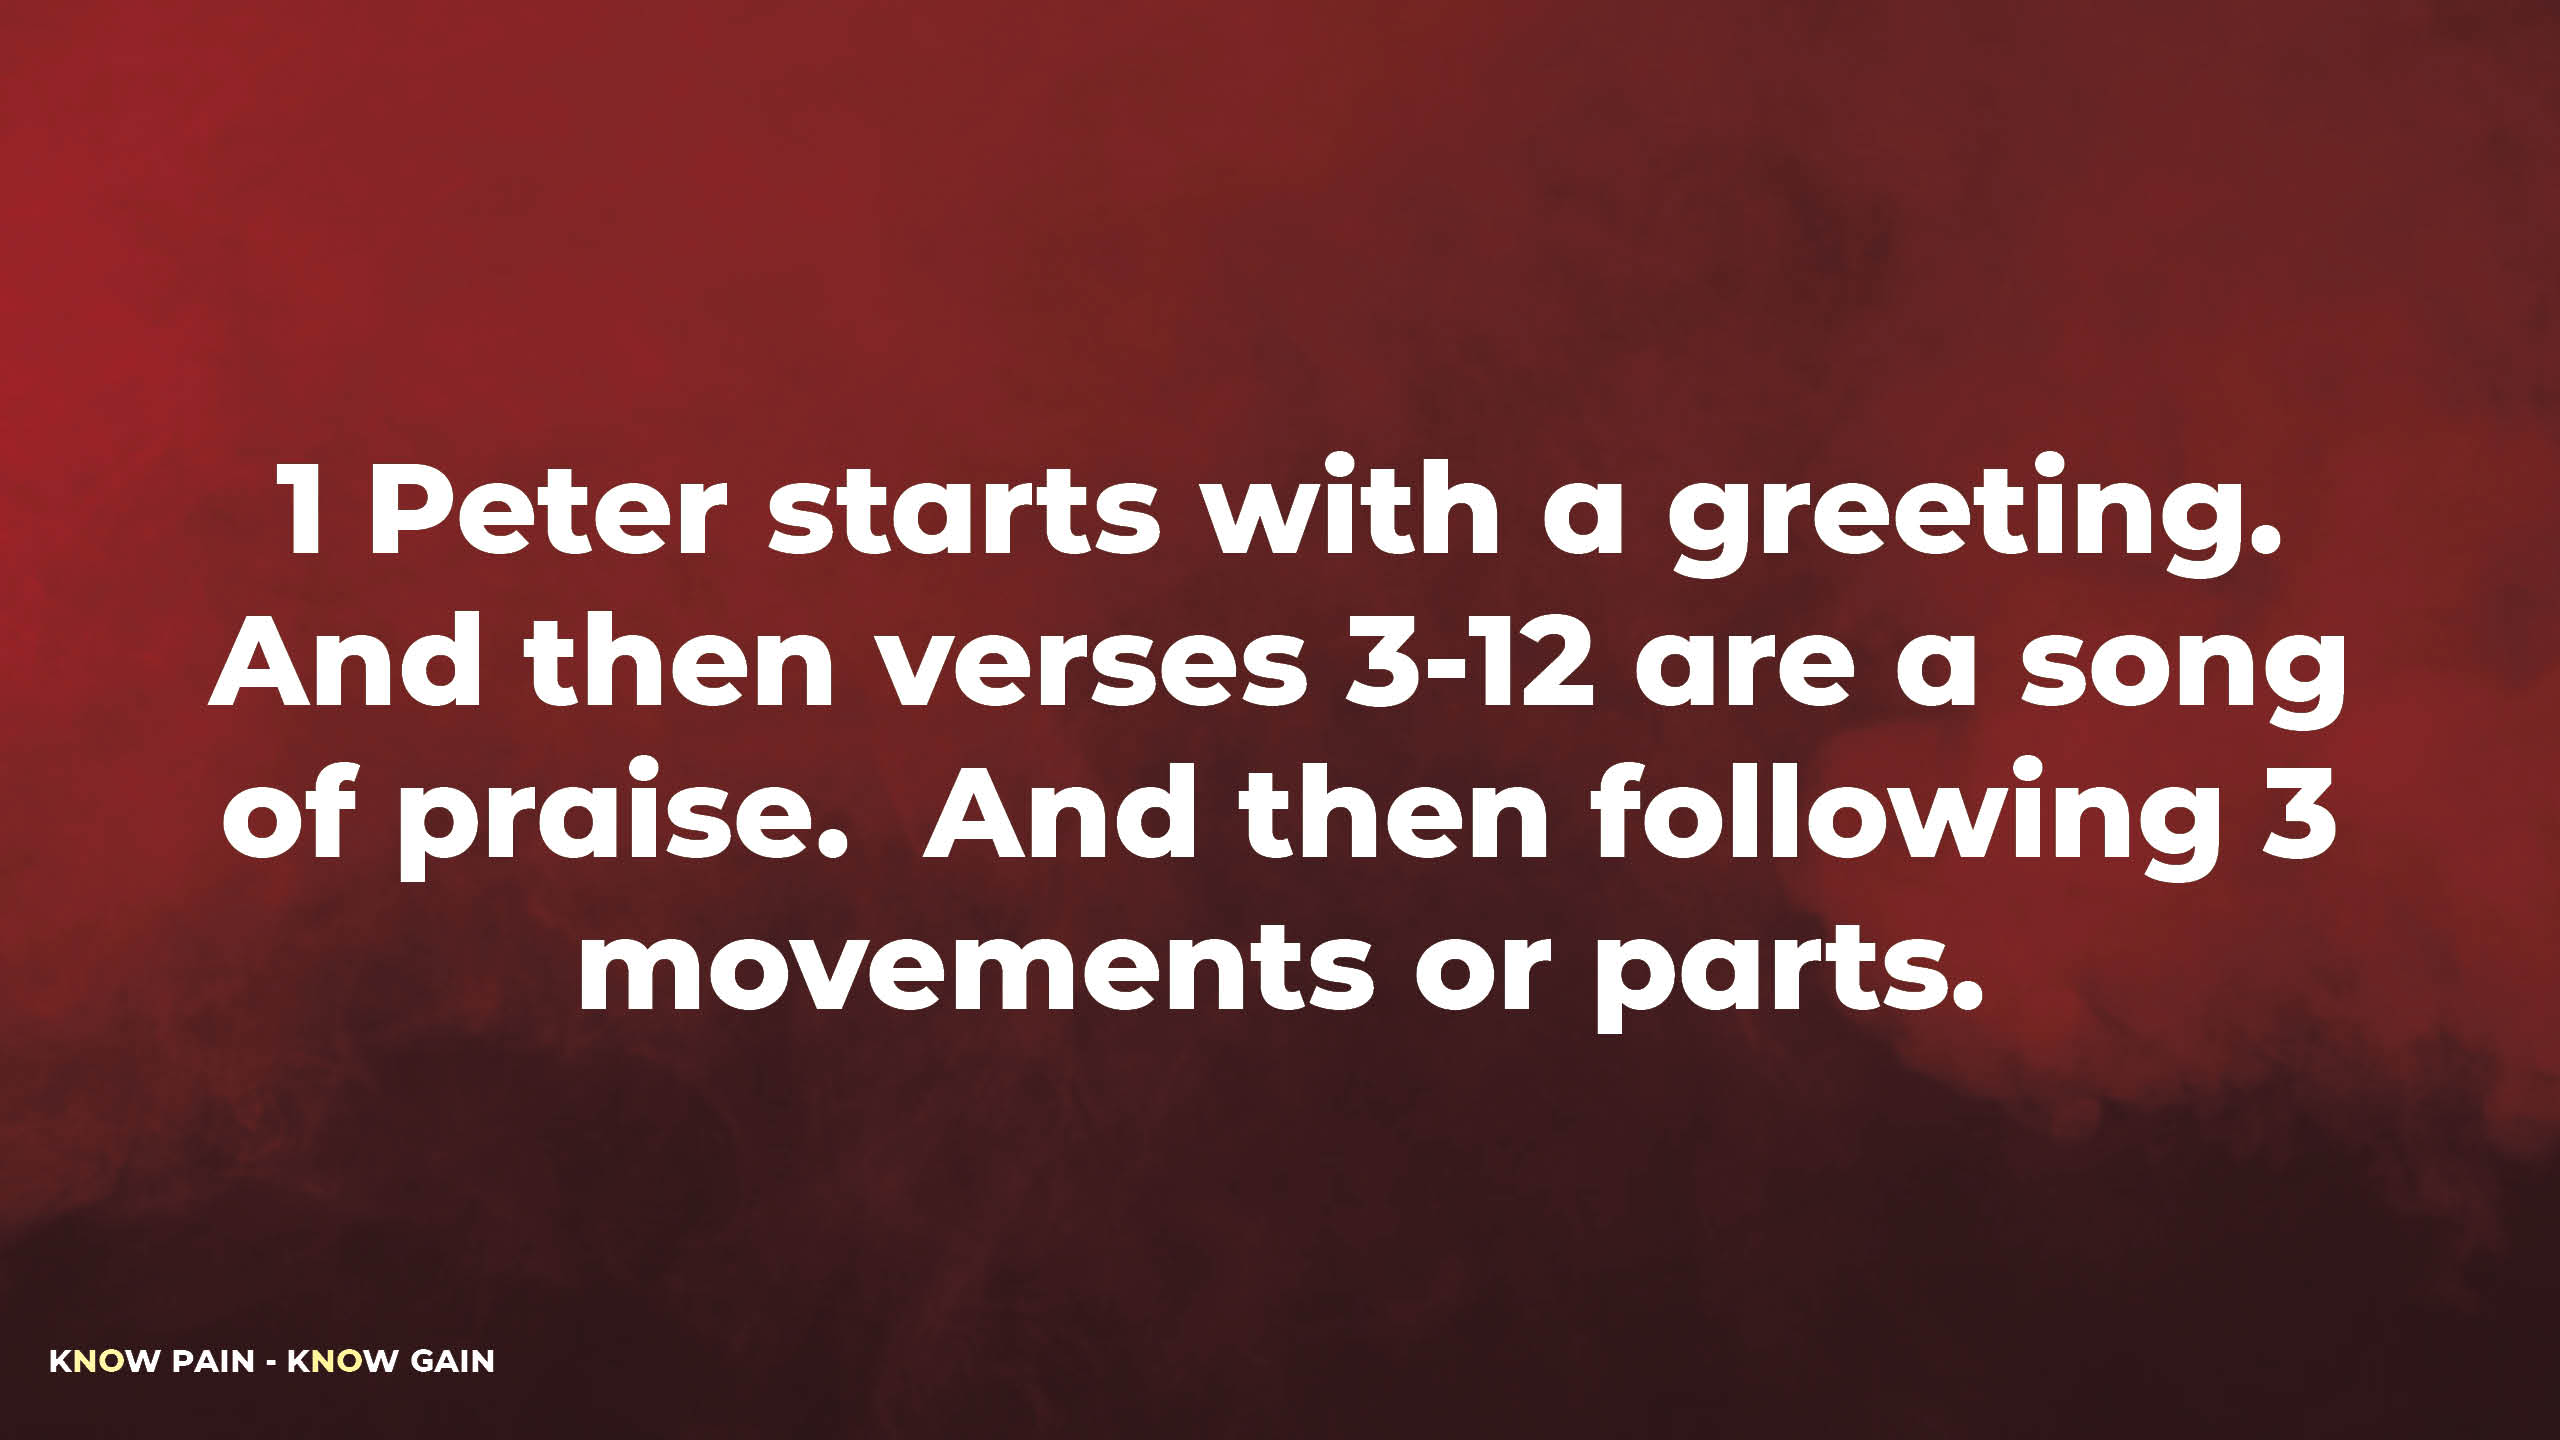 1 Peter starts with a greeting.
And then verses 3-12 are a song
of praise.  And then following 3
movements or parts.
KNOW PAIN - KNOW GAIN